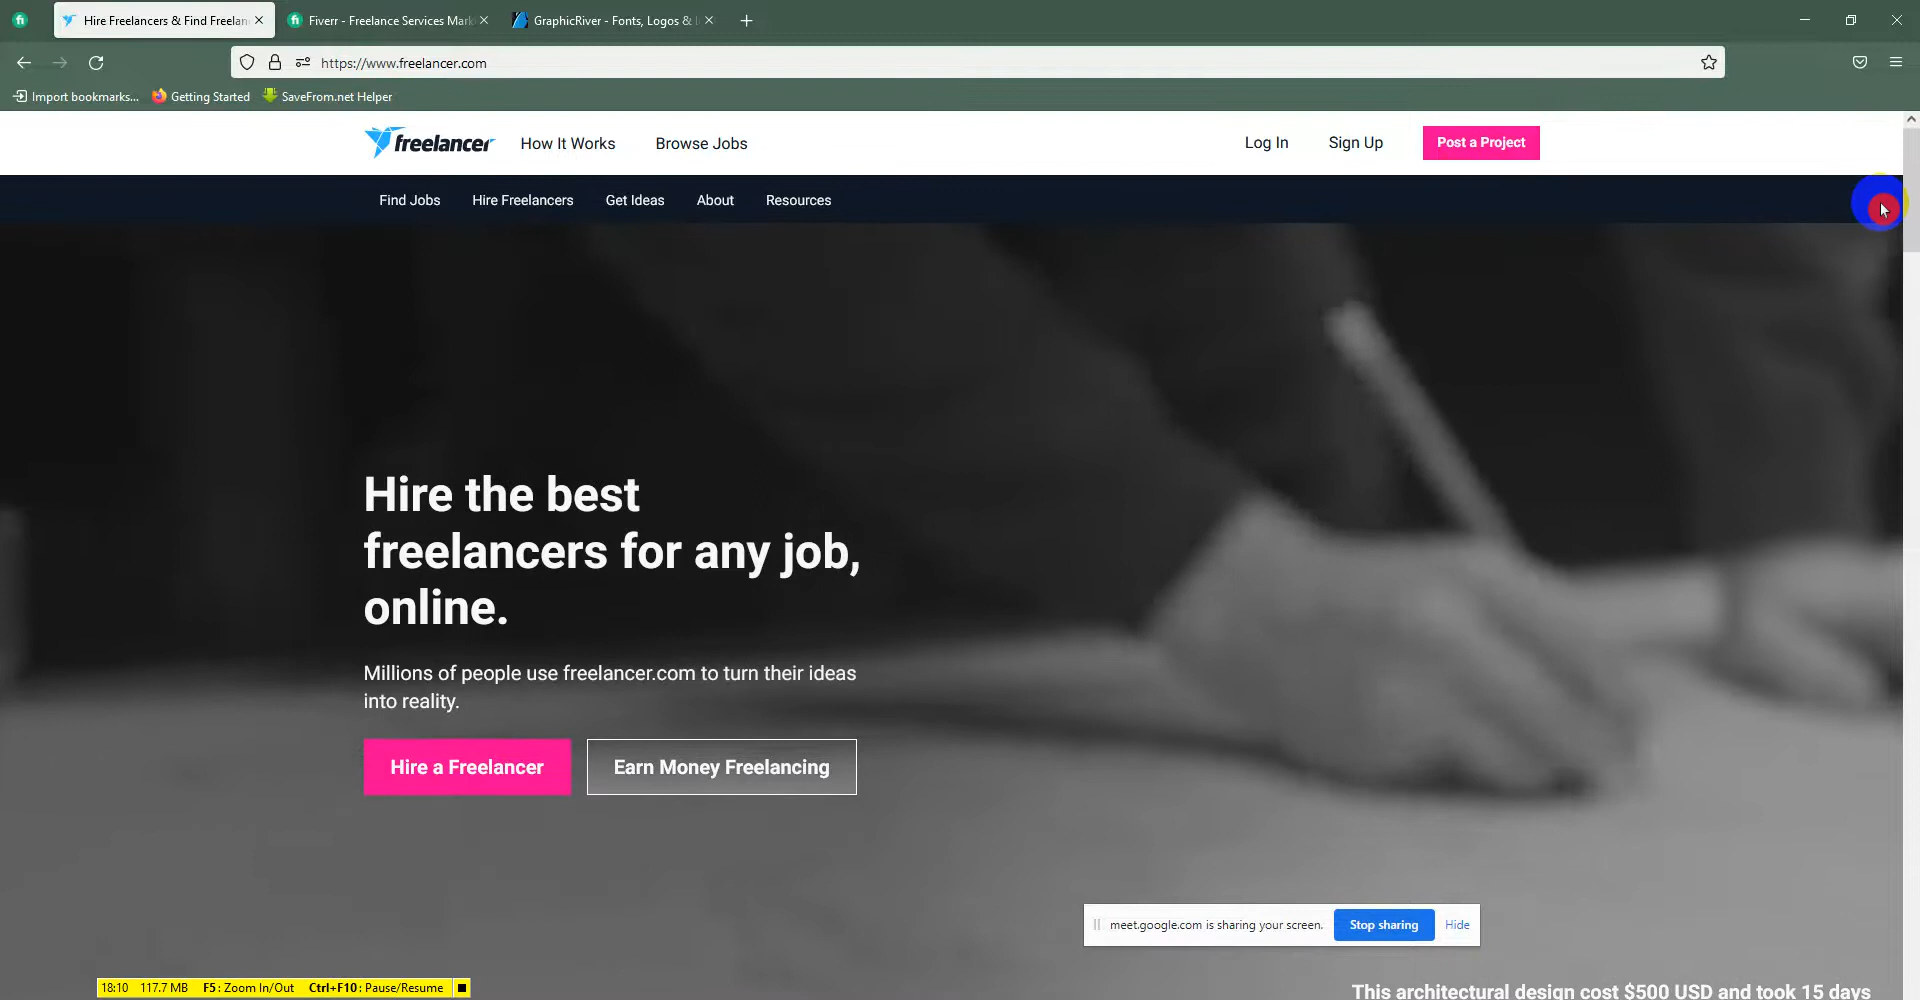 Hire Freelancers & Find Freelan
Fiverr - Freelance Services Mark
GraphicRiver - Fonts, Logos &
https://www.freelancer.com
Import bookmarks...
Getting Started
SaveFrom.net Helper
freelancer
How It Works
Browse Jobs
Log In
Sign Up
Post a Project
Find Jobs
Hire Freelancers
Get Ideas
About
Resources
Hire the best
freelancers for any job,
online.
Millions of people use freelancer.com to turn their ideas
into reality.
Hire a Freelancer
Earn Money Freelancing
meet.google.com is sharing your screen.
Stop sharing
Hide
18:10 117.7 MB F5: Zoom In/Out Ctrl+F10: Pause/Resume
This architectural design cost $500 USD and took 15 days